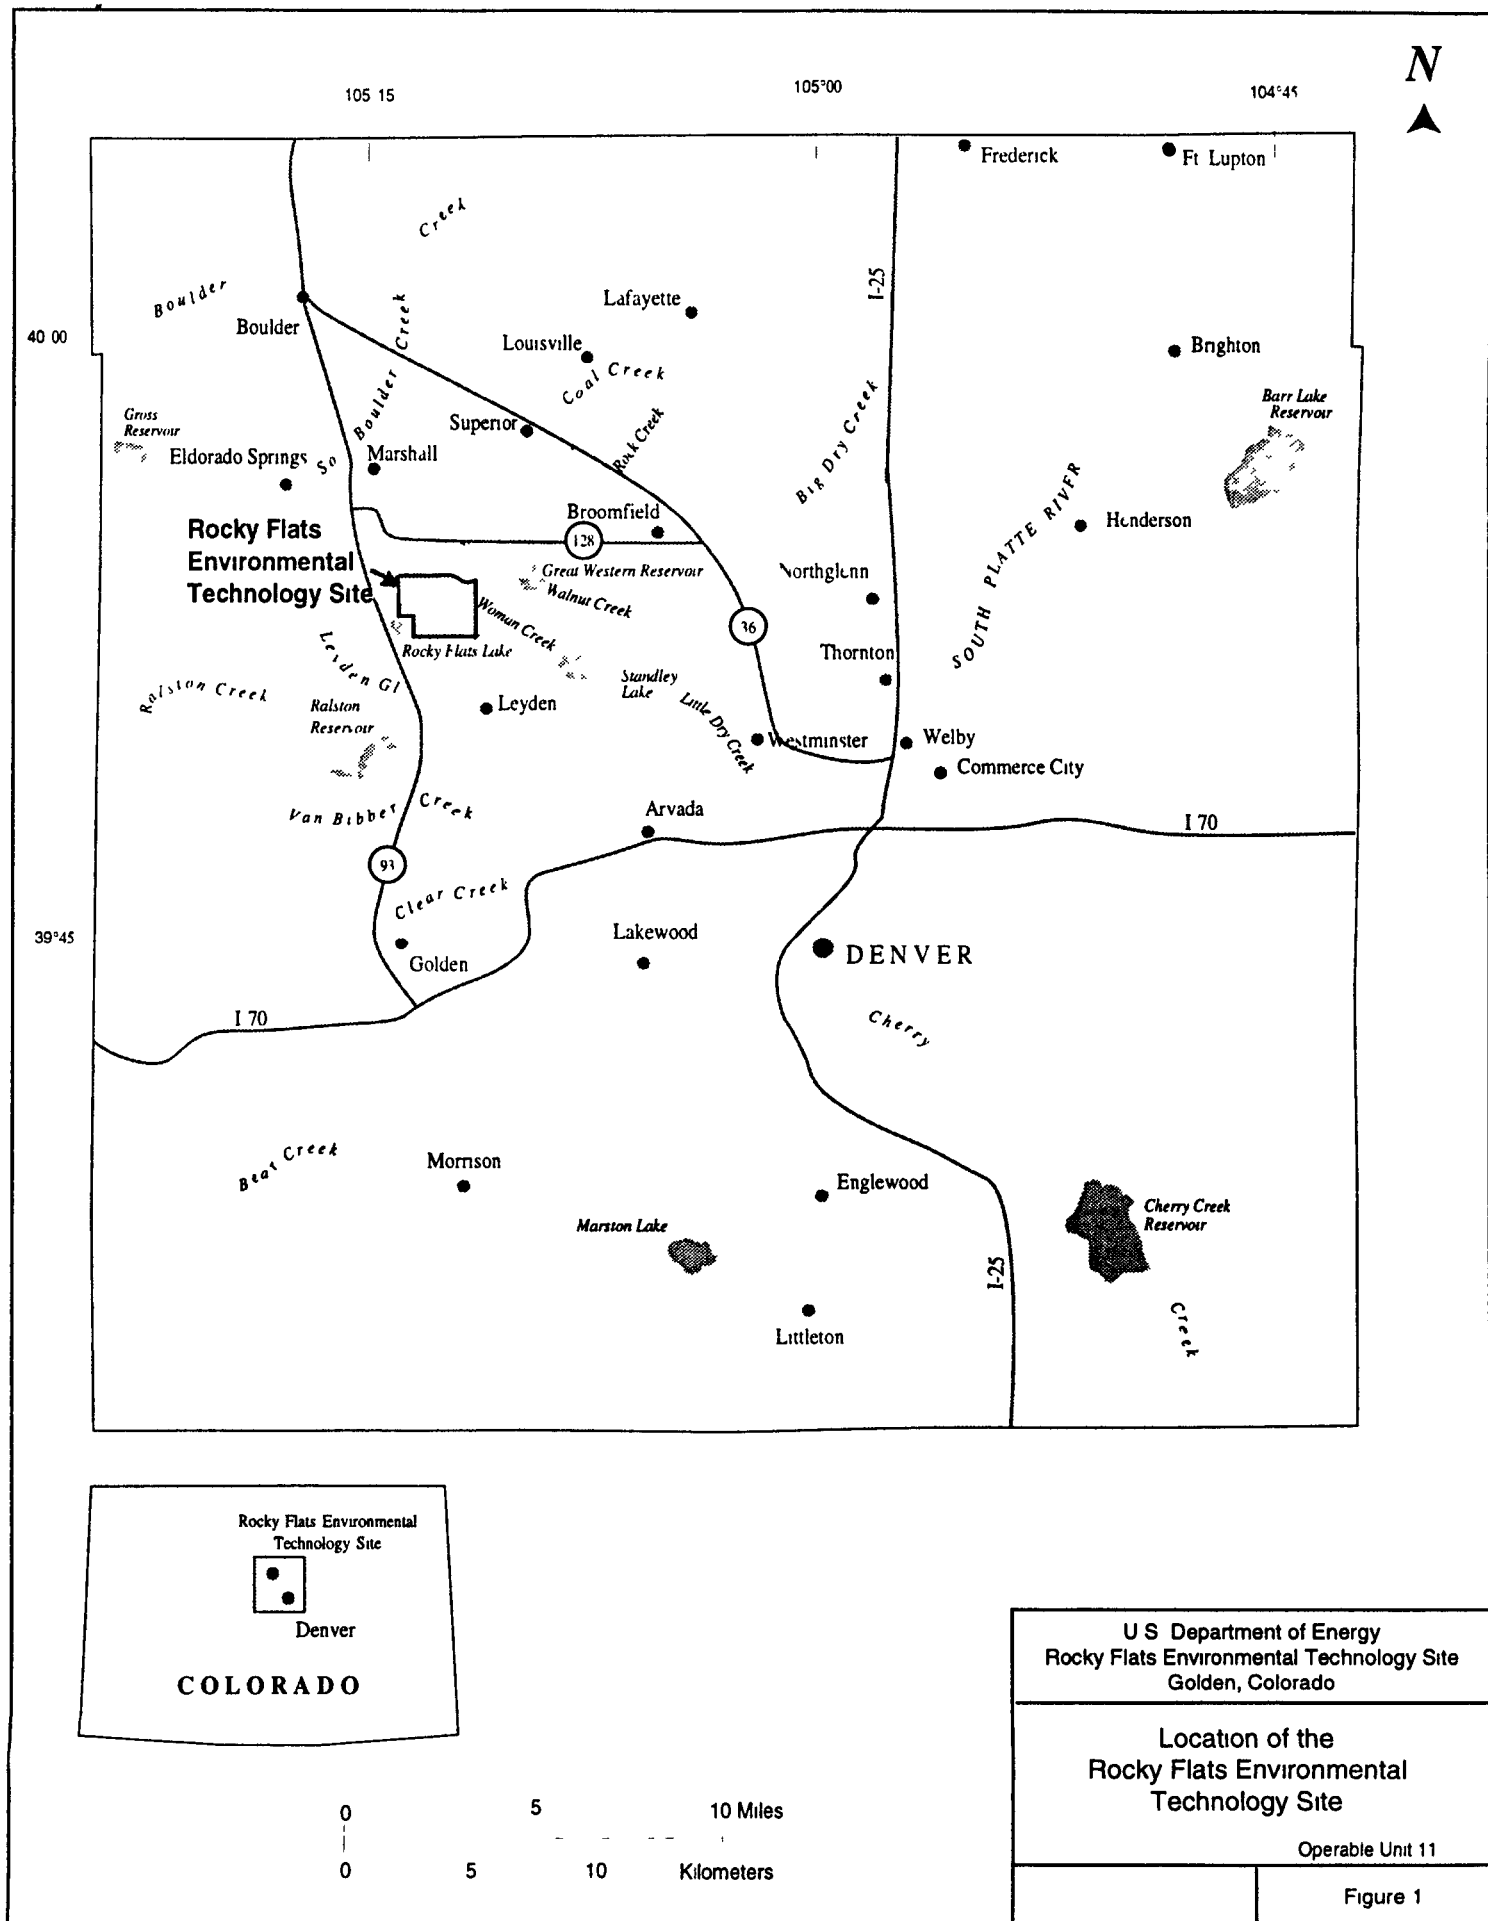 N
105 15
105°00
104°45
Frederick
Ft Lupton
Creek
Boulder
I-25
Lafayette
Boulder
40 00
Louisville
Brighton
Coal Creek
So Boulder Creek
Big Dry Creek
Barr Lake
Reservoir
Gross
Reservoir
Superior
Rock Creek
Eldorado Springs
Marshall
SOUTH PLATTE RIVER
Broomfield
Henderson
Rocky Flats
Environmental
Technology Site
128
Great Western Reservoir
Walnut Creek
Northglenn
Woman Creek
36
Rocky Flats Lake
Thornton
Leyden Gl
Ralston Creek
Standley
Lake
Ralston
Reservoir
Leyden
Little Dry Creek
Westminster
Welby
Commerce City
Van Bibber Creek
Arvada
I 70
93
Clear Creek
39°45
Lakewood
DENVER
Golden
I 70
Cherry
Bear Creek
Morrison
Englewood
Marston Lake
Cherry Creek
Reservoir
I-25
Littleton
Creek
Rocky Flats Environmental
Technology Site
Denver
COLORADO
0 5 10 Miles
0 5 10 Kilometers
U S Department of Energy
Rocky Flats Environmental Technology Site
Golden, Colorado
Location of the
Rocky Flats Environmental
Technology Site
Operable Unit 11
Figure 1